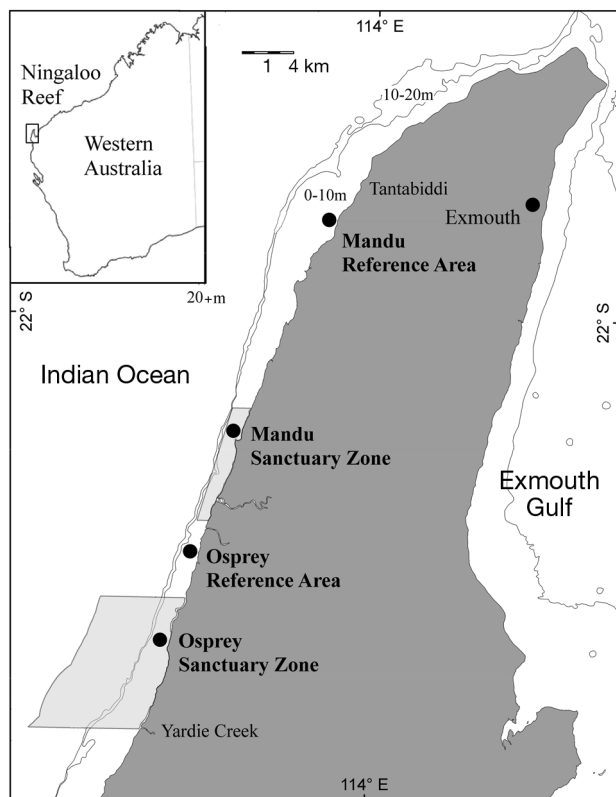 114° E
Ningaloo
Reef
Western
Australia
1 4 km
10-20m
Tantabiddi
0-10m
Exmouth
Mandu
Reference Area
20+m
22° S
22° S
Indian Ocean
Mandu
Sanctuary Zone
Exmouth
Gulf
Osprey
Reference Area
Osprey
Sanctuary Zone
Yardie Creek
114° E